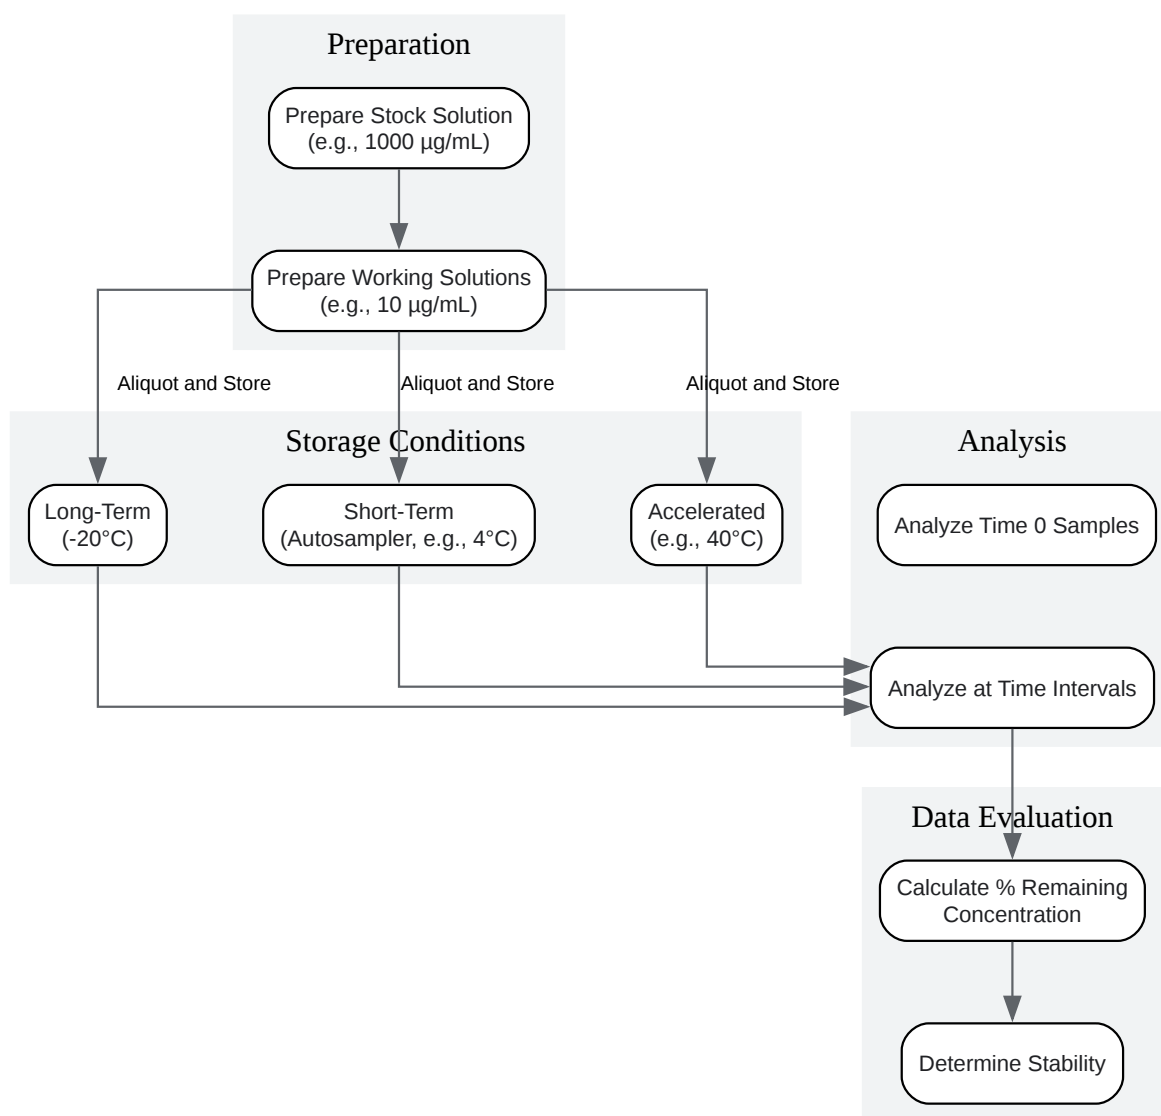 Preparation
Prepare Stock Solution
(e.g., 1000 µg/mL)
Prepare Working Solutions
(e.g., 10 µg/mL)
Aliquot and Store
Aliquot and Store
Aliquot and Store
Storage Conditions
Long-Term
(-20°C)
Short-Term
(Autosampler, e.g., 4°C)
Accelerated
(e.g., 40°C)
Analysis
Analyze Time 0 Samples
Analyze at Time Intervals
Data Evaluation
Calculate % Remaining
Concentration
Determine Stability